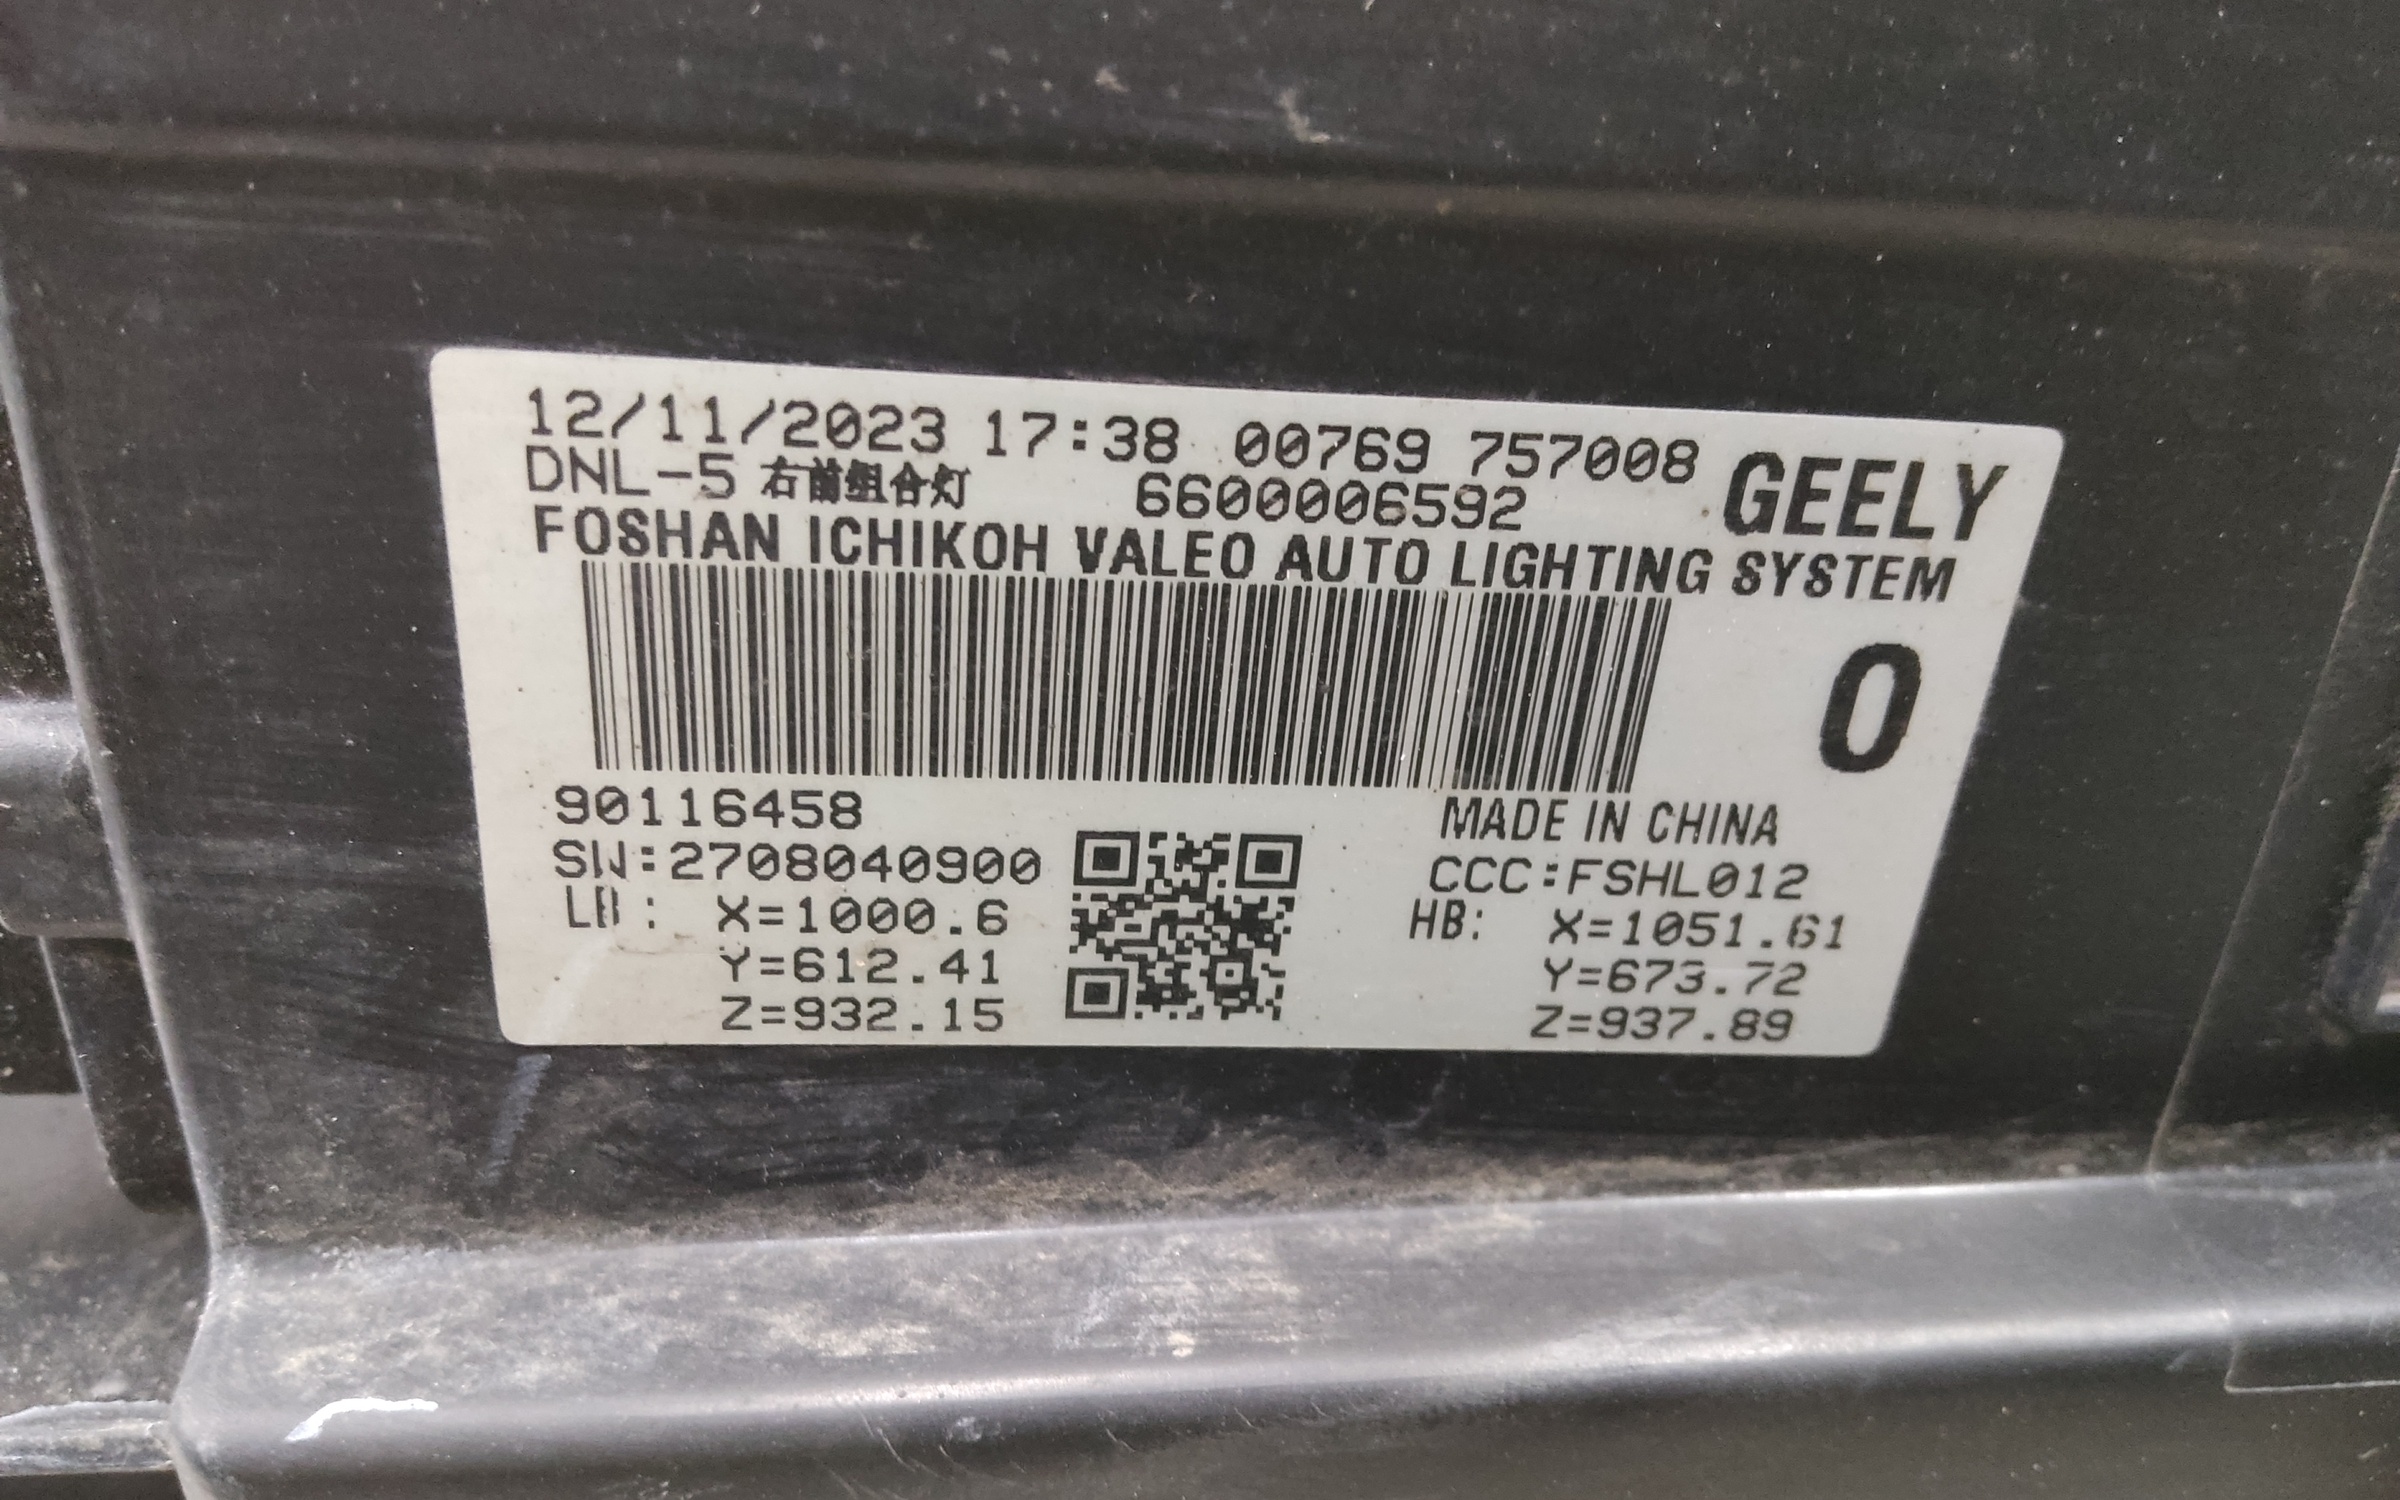 12/11/2023 17:38 00769 757008
DNL-5 右前组合灯 6600006592 GEELY
FOSHAN ICHIKOH VALEO AUTO LIGHTING SYSTEM
0
90116458 MADE IN CHINA
SW:2708040900 CCC:FSHL012
LB: X=1000.6 HB: X=1051.61
Y=612.41 Y=673.72
Z=932.15 Z=937.89